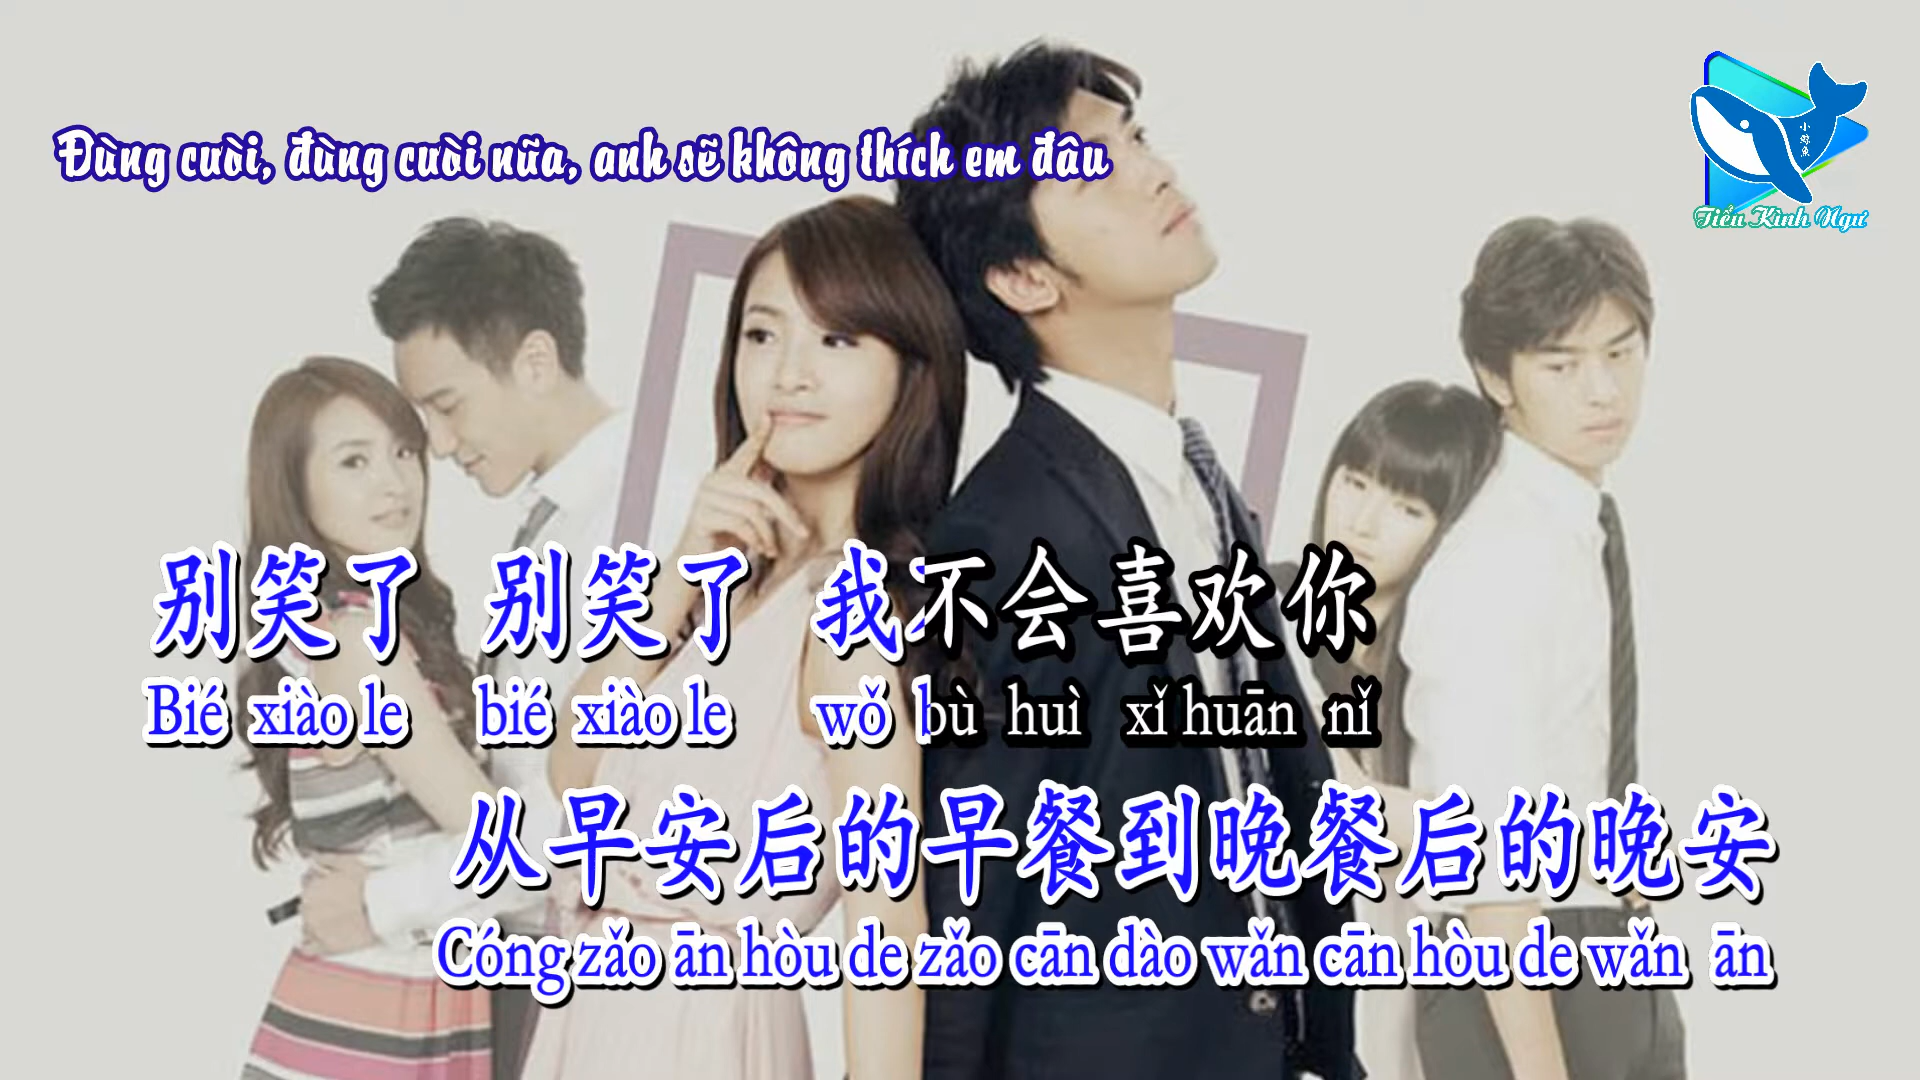 Đừng cười, đừng cười nữa, anh sẽ không thích em đâu
小鲸鱼
Tiểu Kình Ngư
别笑了 别笑了 我不会喜欢你
Bié xiào le bié xiào le wǒ bù huì xǐ huān nǐ
从早安后的早餐到晚餐后的晚安
Cóng zǎo ān hòu de zǎo cān dào wǎn cān hòu de wǎn ān